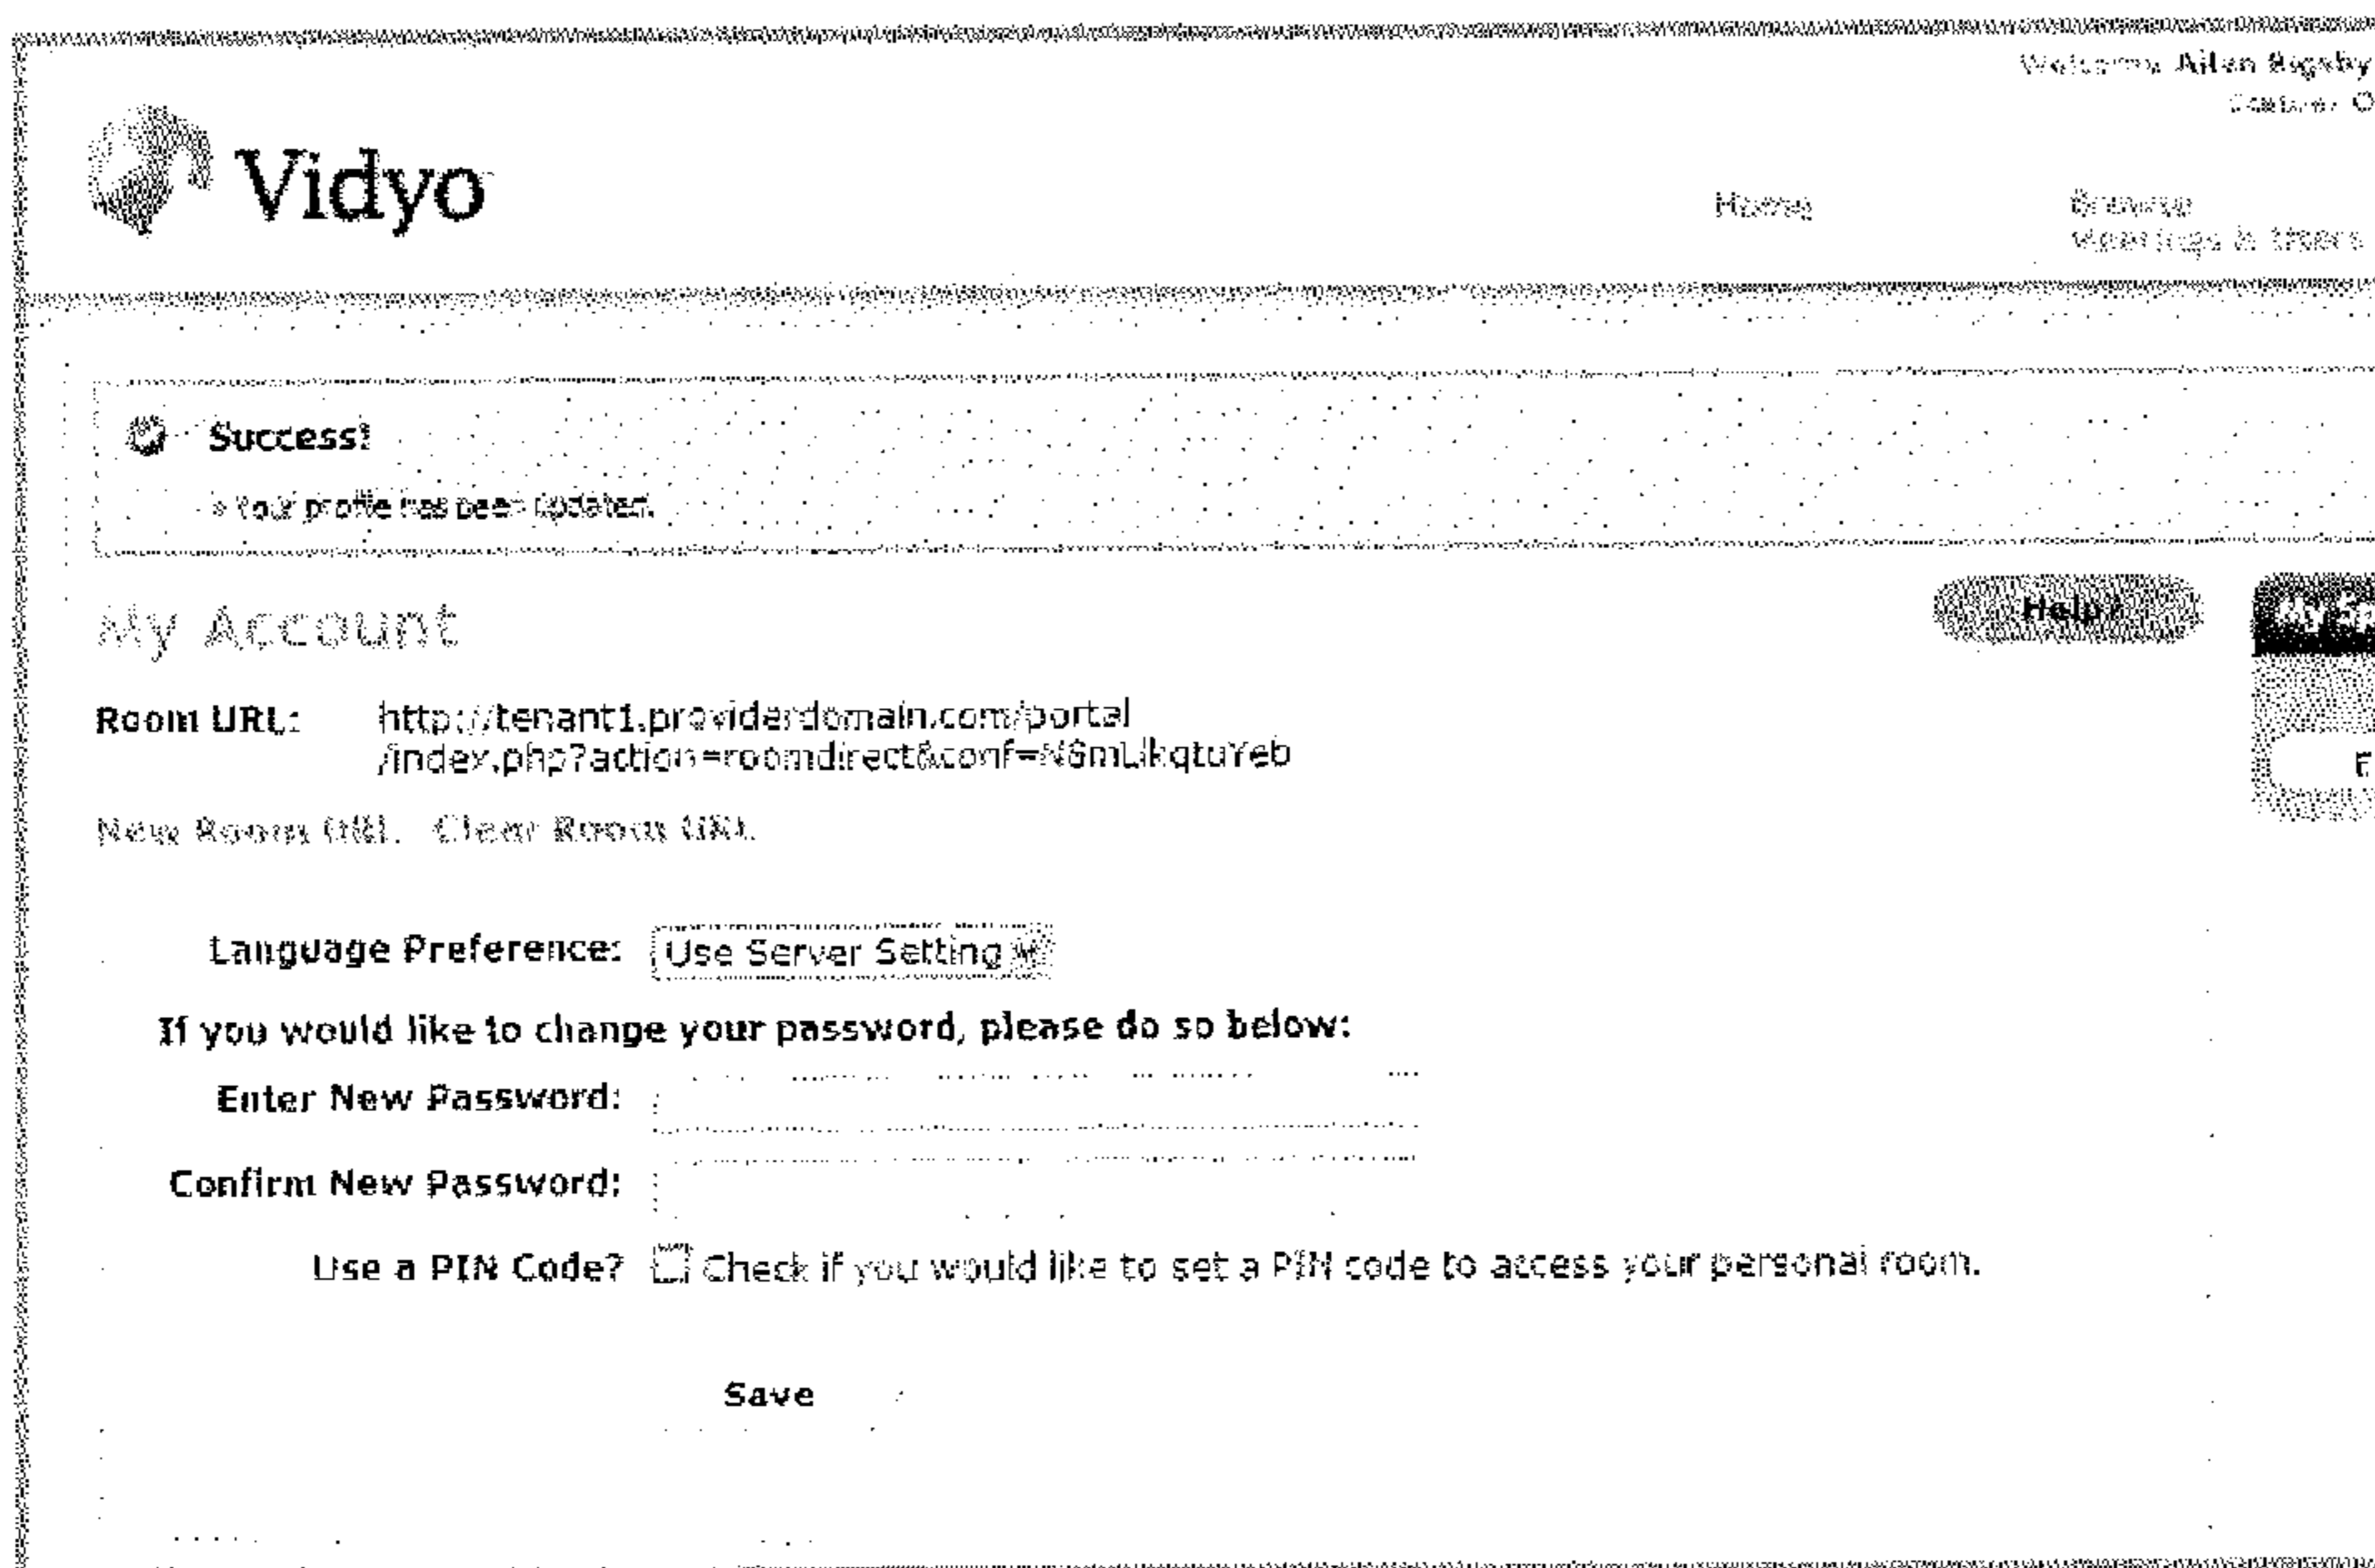 Welcome Allen Bigsby
Vidyo
Home
Browse
Meetings & Users
Success!
» Your profile has been updated.
My Account
Help?
Room URL: http://tenant1.providerdomain.com/portal
/index.php?action=roomdirect&conf=
New Room URL Clear Room URL
Language Preference: Use Server Setting
If you would like to change your password, please do so below:
Enter New Password:
Confirm New Password:
Use a PIN Code? Check if you would like to set a PIN code to access your personal room.
Save